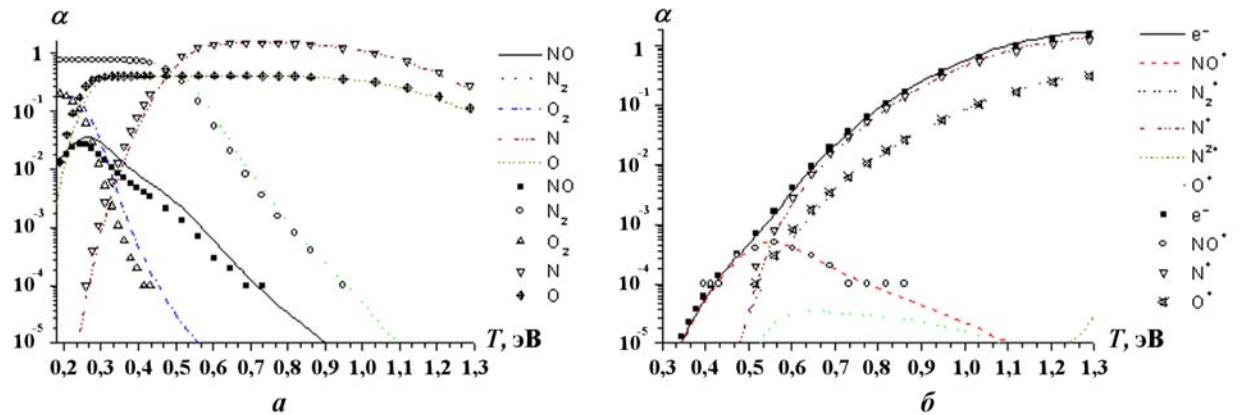 α
1
10⁻¹
10⁻²
10⁻³
10⁻⁴
10⁻⁵
0,2 0,3 0,4 0,5 0,6 0,7 0,8 0,9 1,0 1,1 1,2 1,3
T, эВ
NO
N₂
O₂
N
O
NO
N₂
O₂
N
O
а
α
1
10⁻¹
10⁻²
10⁻³
10⁻⁴
10⁻⁵
0,3 0,4 0,5 0,6 0,7 0,8 0,9 1,0 1,1 1,2 1,3
T, эВ
e⁻
NO⁺
N₂⁺
N⁺
N²⁺
O⁺
e⁻
NO⁺
N⁺
O⁺
б